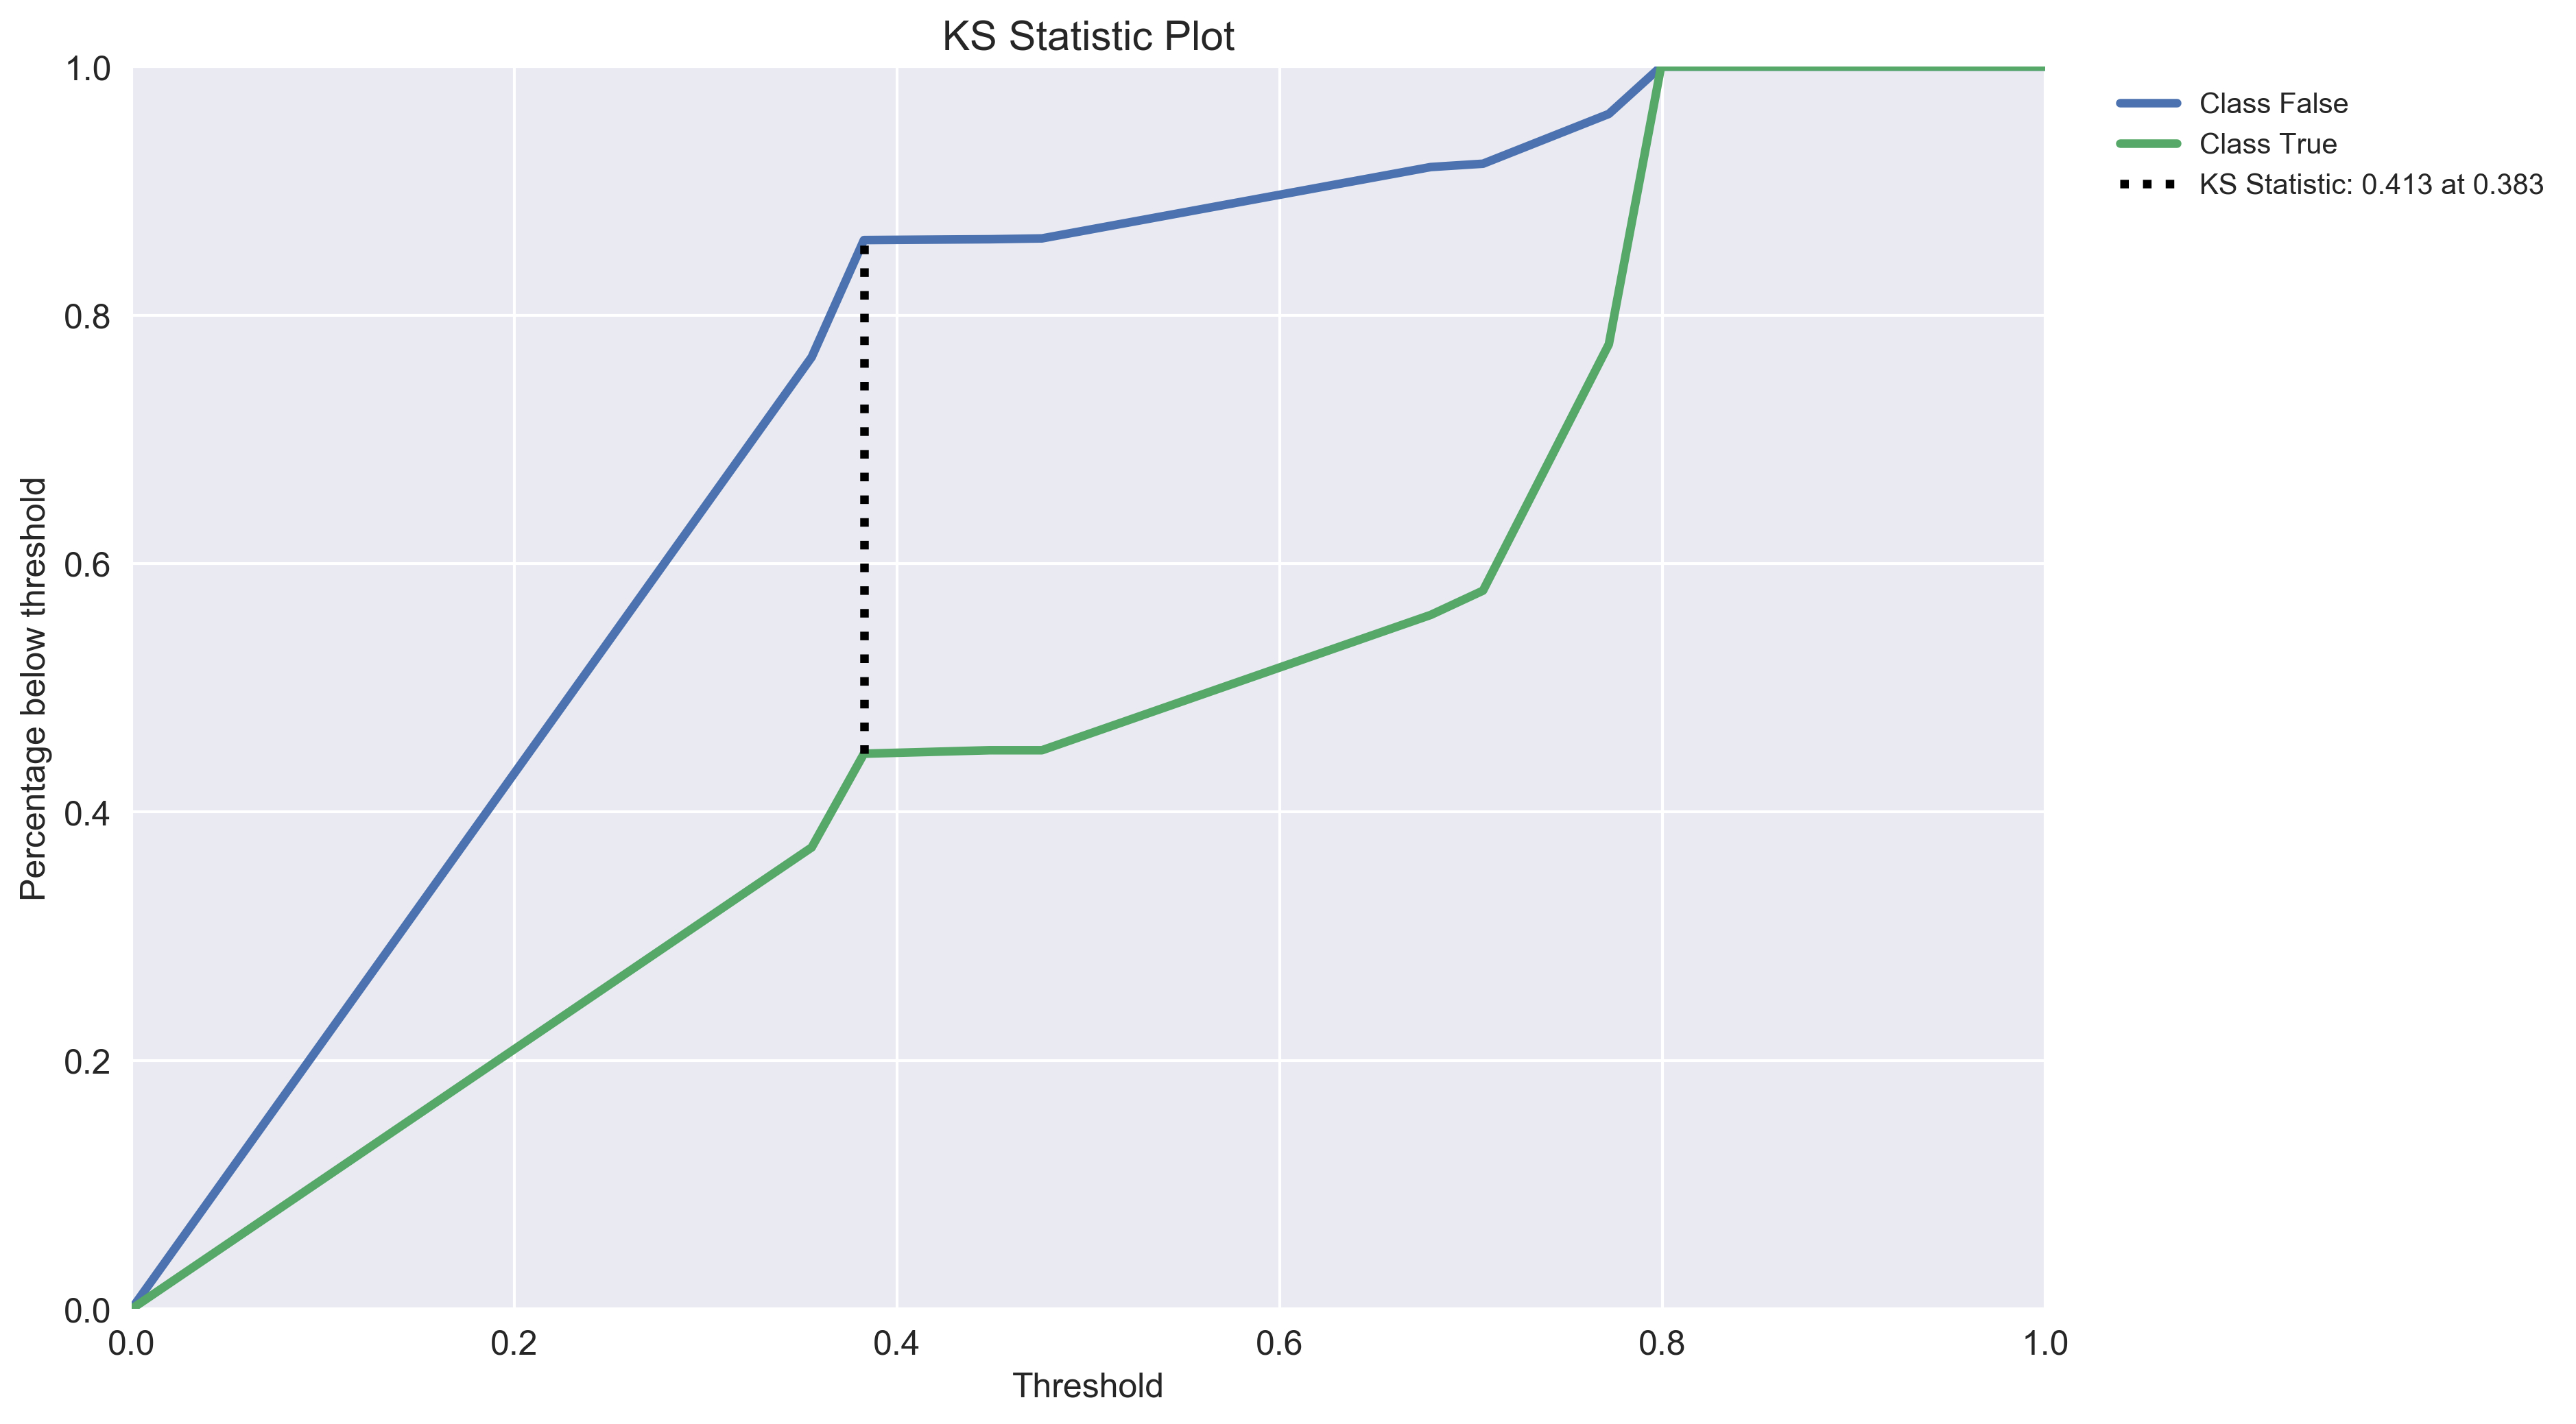 KS Statistic Plot
1.0
0.8
0.6
0.4
0.2
0.0
Percentage below threshold
0.0 0.2 0.4 0.6 0.8 1.0
Threshold
Class False
Class True
KS Statistic: 0.413 at 0.383